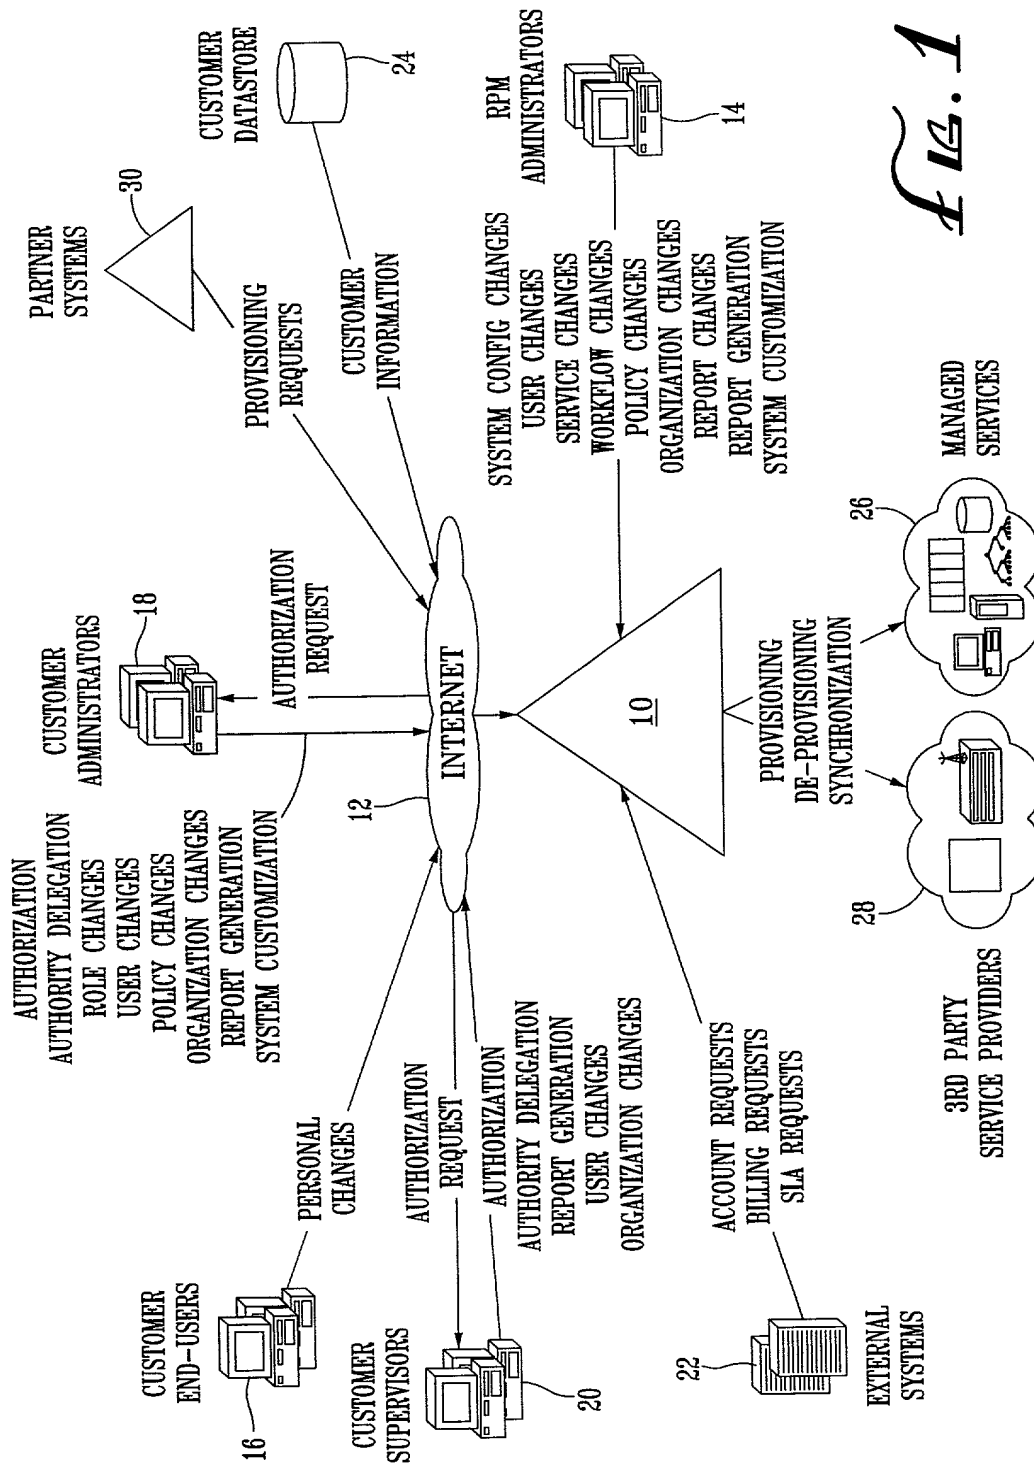 CUSTOMER
END-USERS
16
PERSONAL
CHANGES
AUTHORIZATION
AUTHORITY DELEGATION
ROLE CHANGES
USER CHANGES
POLICY CHANGES
ORGANIZATION CHANGES
REPORT GENERATION
SYSTEM CUSTOMIZATION
CUSTOMER
ADMINISTRATORS
18
AUTHORIZATION
REQUEST
PARTNER
SYSTEMS
30
PROVISIONING
REQUESTS
CUSTOMER
DATASTORE
24
CUSTOMER
INFORMATION
CUSTOMER
SUPERVISORS
20
AUTHORIZATION
REQUEST
AUTHORIZATION
AUTHORITY DELEGATION
REPORT GENERATION
USER CHANGES
ORGANIZATION CHANGES
12
INTERNET
RPM
ADMINISTRATORS
14
SYSTEM CONFIG CHANGES
USER CHANGES
SERVICE CHANGES
WORKFLOW CHANGES
POLICY CHANGES
ORGANIZATION CHANGES
REPORT CHANGES
REPORT GENERATION
SYSTEM CUSTOMIZATION
10
22
EXTERNAL
SYSTEMS
ACCOUNT REQUESTS
BILLING REQUESTS
SLA REQUESTS
PROVISIONING
DE-PROVISIONING
SYNCHRONIZATION
28
3RD PARTY
SERVICE PROVIDERS
26
MANAGED
SERVICES
FIG. 1